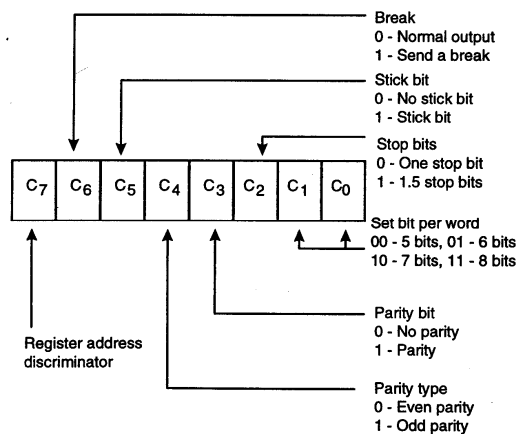 Break
0 - Normal output
1 - Send a break
Stick bit
0 - No stick bit
1 - Stick bit
Stop bits
0 - One stop bit
1 - 1.5 stop bits
C7 C6 C5 C4 C3 C2 C1 C0
Set bit per word
00 - 5 bits, 01 - 6 bits
10 - 7 bits, 11 - 8 bits
Register address
discriminator
Parity bit
0 - No parity
1 - Parity
Parity type
0 - Even parity
1 - Odd parity